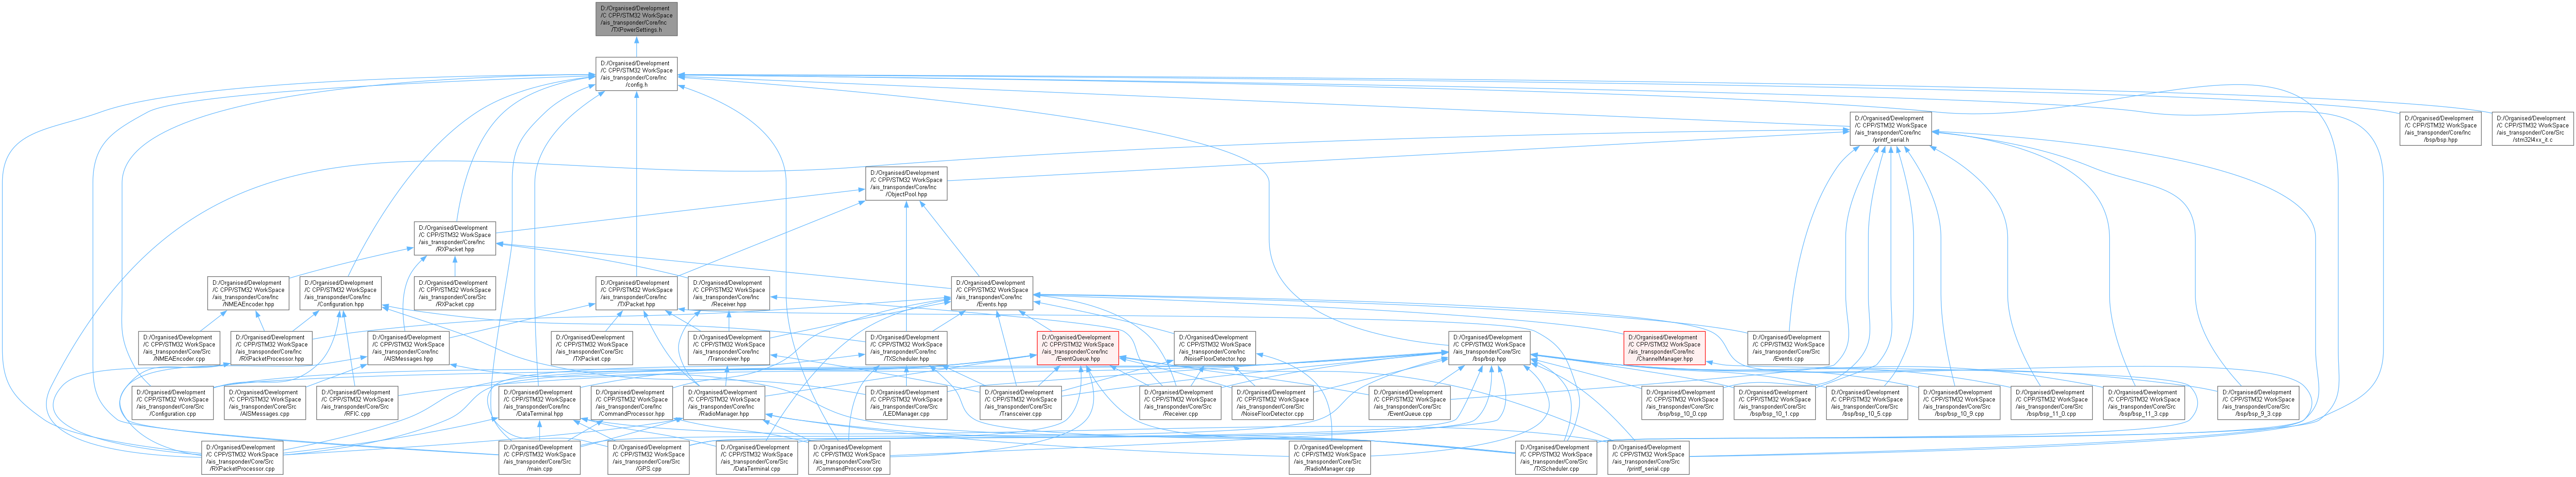 D:/Organised/Development
/C CPP/STM32 WorkSpace
/ais_transponder/Core/Inc
/TXPowerSettings.h
D:/Organised/Development
/C CPP/STM32 WorkSpace
/ais_transponder/Core/Inc
/config.h
D:/Organised/Development
/C CPP/STM32 WorkSpace
/ais_transponder/Core/Inc
/printf_serial.h
D:/Organised/Development
/C CPP/STM32 WorkSpace
/ais_transponder/Core/Inc
/bsp/bsp.hpp
D:/Organised/Development
/C CPP/STM32 WorkSpace
/ais_transponder/Core/Src
/stm32l4xx_it.c
D:/Organised/Development
/C CPP/STM32 WorkSpace
/ais_transponder/Core/Inc
/ObjectPool.hpp
D:/Organised/Development
/C CPP/STM32 WorkSpace
/ais_transponder/Core/Inc
/RXPacket.hpp
D:/Organised/Development
/C CPP/STM32 WorkSpace
/ais_transponder/Core/Inc
/NMEAEncoder.hpp
D:/Organised/Development
/C CPP/STM32 WorkSpace
/ais_transponder/Core/Inc
/Configuration.hpp
D:/Organised/Development
/C CPP/STM32 WorkSpace
/ais_transponder/Core/Src
/RXPacket.cpp
D:/Organised/Development
/C CPP/STM32 WorkSpace
/ais_transponder/Core/Inc
/TXPacket.hpp
D:/Organised/Development
/C CPP/STM32 WorkSpace
/ais_transponder/Core/Inc
/Receiver.hpp
D:/Organised/Development
/C CPP/STM32 WorkSpace
/ais_transponder/Core/Inc
/Events.hpp
D:/Organised/Development
/C CPP/STM32 WorkSpace
/ais_transponder/Core/Src
/NMEAEncoder.cpp
D:/Organised/Development
/C CPP/STM32 WorkSpace
/ais_transponder/Core/Inc
/RXPacketProcessor.hpp
D:/Organised/Development
/C CPP/STM32 WorkSpace
/ais_transponder/Core/Inc
/AISMessages.hpp
D:/Organised/Development
/C CPP/STM32 WorkSpace
/ais_transponder/Core/Src
/TXPacket.cpp
D:/Organised/Development
/C CPP/STM32 WorkSpace
/ais_transponder/Core/Inc
/Transceiver.hpp
D:/Organised/Development
/C CPP/STM32 WorkSpace
/ais_transponder/Core/Inc
/TXScheduler.hpp
D:/Organised/Development
/C CPP/STM32 WorkSpace
/ais_transponder/Core/Inc
/EventQueue.hpp
D:/Organised/Development
/C CPP/STM32 WorkSpace
/ais_transponder/Core/Inc
/NoiseFloorDetector.hpp
D:/Organised/Development
/C CPP/STM32 WorkSpace
/ais_transponder/Core/Src
/bsp/bsp.hpp
D:/Organised/Development
/C CPP/STM32 WorkSpace
/ais_transponder/Core/Inc
/ChannelManager.hpp
D:/Organised/Development
/C CPP/STM32 WorkSpace
/ais_transponder/Core/Src
/Events.cpp
D:/Organised/Development
/C CPP/STM32 WorkSpace
/ais_transponder/Core/Src
/Configuration.cpp
D:/Organised/Development
/C CPP/STM32 WorkSpace
/ais_transponder/Core/Src
/AISMessages.cpp
D:/Organised/Development
/C CPP/STM32 WorkSpace
/ais_transponder/Core/Src
/RFIC.cpp
D:/Organised/Development
/C CPP/STM32 WorkSpace
/ais_transponder/Core/Inc
/DataTerminal.hpp
D:/Organised/Development
/C CPP/STM32 WorkSpace
/ais_transponder/Core/Inc
/CommandProcessor.hpp
D:/Organised/Development
/C CPP/STM32 WorkSpace
/ais_transponder/Core/Inc
/RadioManager.hpp
D:/Organised/Development
/C CPP/STM32 WorkSpace
/ais_transponder/Core/Src
/LEDManager.cpp
D:/Organised/Development
/C CPP/STM32 WorkSpace
/ais_transponder/Core/Src
/Transceiver.cpp
D:/Organised/Development
/C CPP/STM32 WorkSpace
/ais_transponder/Core/Src
/Receiver.cpp
D:/Organised/Development
/C CPP/STM32 WorkSpace
/ais_transponder/Core/Src
/NoiseFloorDetector.cpp
D:/Organised/Development
/C CPP/STM32 WorkSpace
/ais_transponder/Core/Src
/EventQueue.cpp
D:/Organised/Development
/C CPP/STM32 WorkSpace
/ais_transponder/Core/Src
/bsp/bsp_10_0.cpp
D:/Organised/Development
/C CPP/STM32 WorkSpace
/ais_transponder/Core/Src
/bsp/bsp_10_1.cpp
D:/Organised/Development
/C CPP/STM32 WorkSpace
/ais_transponder/Core/Src
/bsp/bsp_10_5.cpp
D:/Organised/Development
/C CPP/STM32 WorkSpace
/ais_transponder/Core/Src
/bsp/bsp_10_9.cpp
D:/Organised/Development
/C CPP/STM32 WorkSpace
/ais_transponder/Core/Src
/bsp/bsp_11_0.cpp
D:/Organised/Development
/C CPP/STM32 WorkSpace
/ais_transponder/Core/Src
/bsp/bsp_11_3.cpp
D:/Organised/Development
/C CPP/STM32 WorkSpace
/ais_transponder/Core/Src
/bsp/bsp_9_3.cpp
D:/Organised/Development
/C CPP/STM32 WorkSpace
/ais_transponder/Core/Src
/RXPacketProcessor.cpp
D:/Organised/Development
/C CPP/STM32 WorkSpace
/ais_transponder/Core/Src
/main.cpp
D:/Organised/Development
/C CPP/STM32 WorkSpace
/ais_transponder/Core/Src
/GPS.cpp
D:/Organised/Development
/C CPP/STM32 WorkSpace
/ais_transponder/Core/Src
/DataTerminal.cpp
D:/Organised/Development
/C CPP/STM32 WorkSpace
/ais_transponder/Core/Src
/CommandProcessor.cpp
D:/Organised/Development
/C CPP/STM32 WorkSpace
/ais_transponder/Core/Src
/RadioManager.cpp
D:/Organised/Development
/C CPP/STM32 WorkSpace
/ais_transponder/Core/Src
/TXScheduler.cpp
D:/Organised/Development
/C CPP/STM32 WorkSpace
/ais_transponder/Core/Src
/printf_serial.cpp